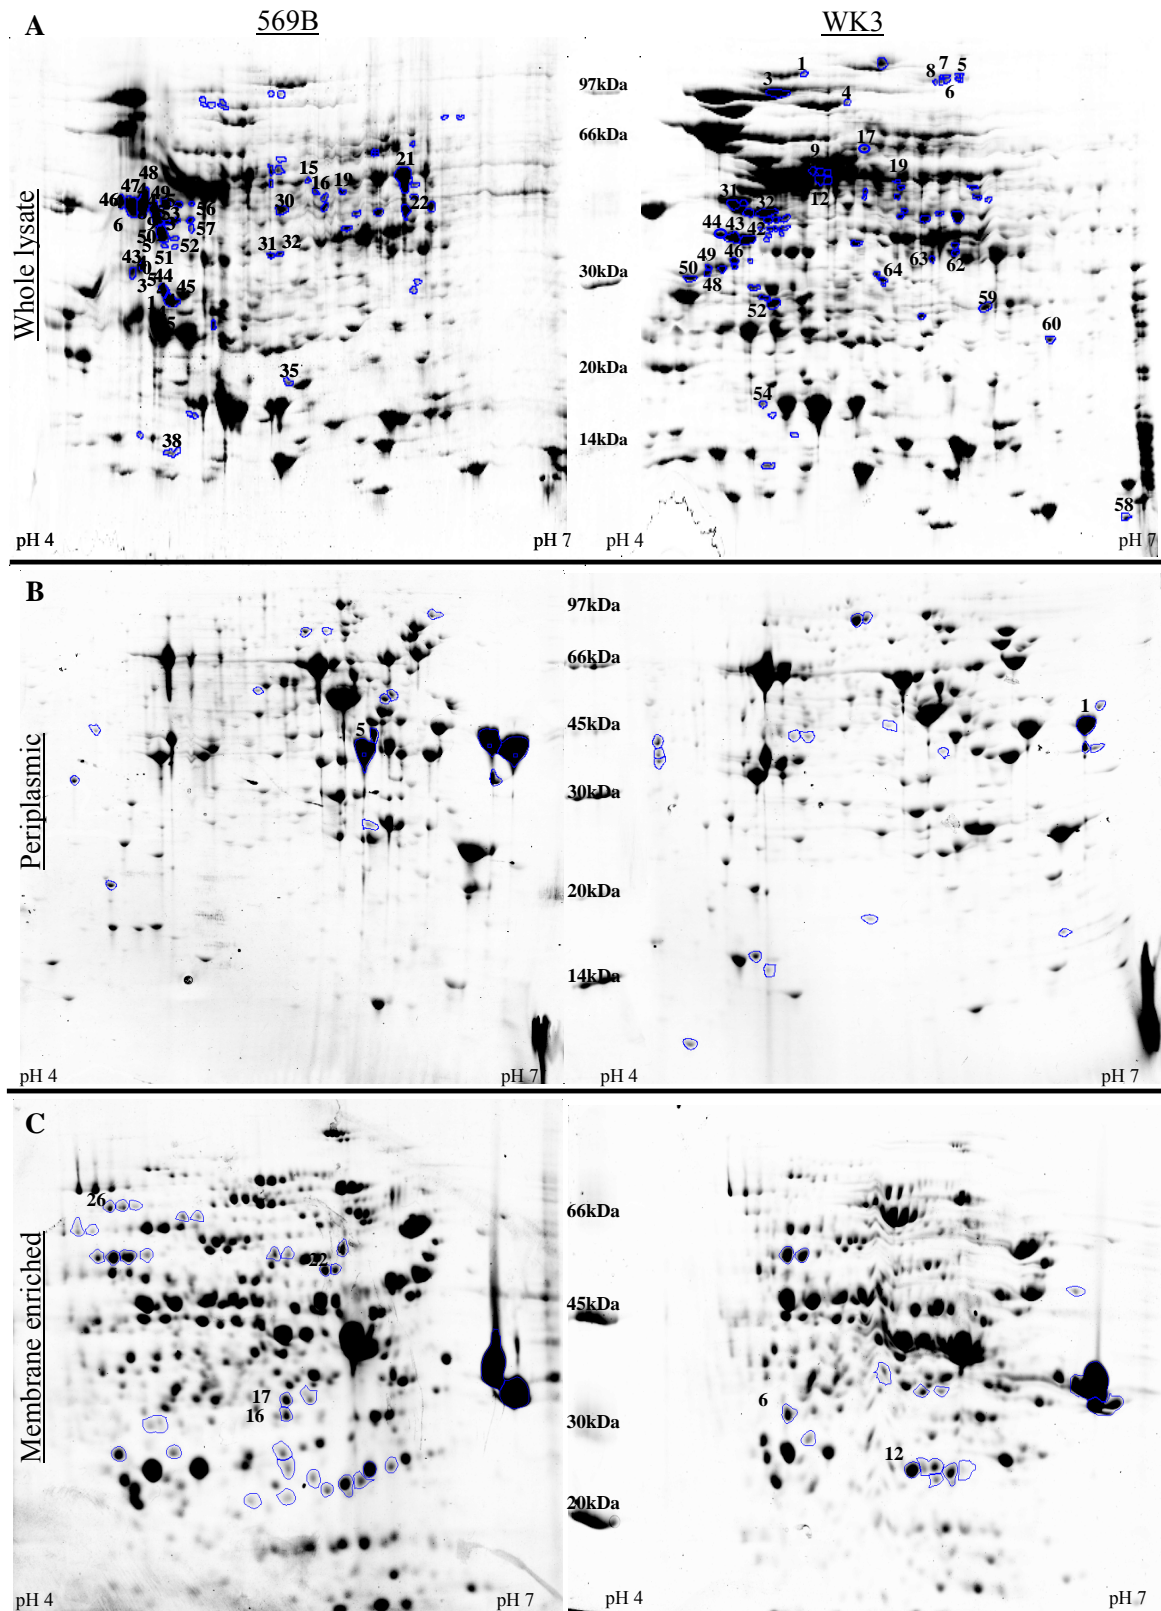 A
569B
WK3
Whole lysate
97kDa
66kDa
30kDa
20kDa
14kDa
48
47
46
49
6
53
56
57
50
52
51
43
44
45
35
15
16
19
21
22
30
31
32
35
38
1
3
4
5
6
7
8
17
9
12
19
31
32
44
43
42
46
49
50
48
52
54
63
62
64
59
60
58
pH 4
pH 7
pH 4
pH 7
B
Periplasmic
97kDa
66kDa
45kDa
30kDa
20kDa
14kDa
5
1
pH 4
pH 7
pH 4
pH 7
C
Membrane enriched
66kDa
45kDa
30kDa
20kDa
26
22
17
16
6
12
pH 4
pH 7
pH 4
pH 7